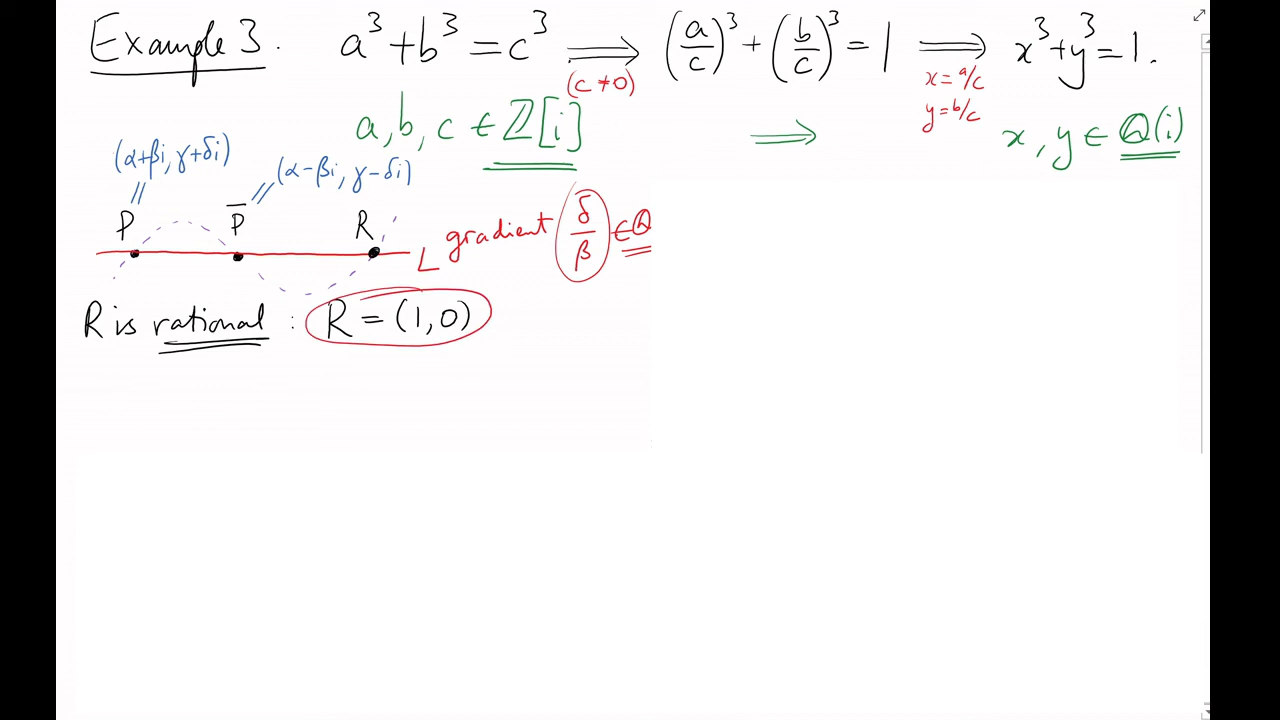 Example 3. a³ + b³ = c³ ⟹ (a/c)³ + (b/c)³ = 1 ⟹ x³ + y³ = 1.
(c ≠ 0) x = a/c
y = b/c
a, b, c ∈ ℤ[i] ⟹ x, y ∈ ℚ(i)
(α+βi, γ+δi) (α−βi, γ−δi)
P P̅ R
L gradient δ/β ∈ ℚ
R is rational : R = (1, 0)